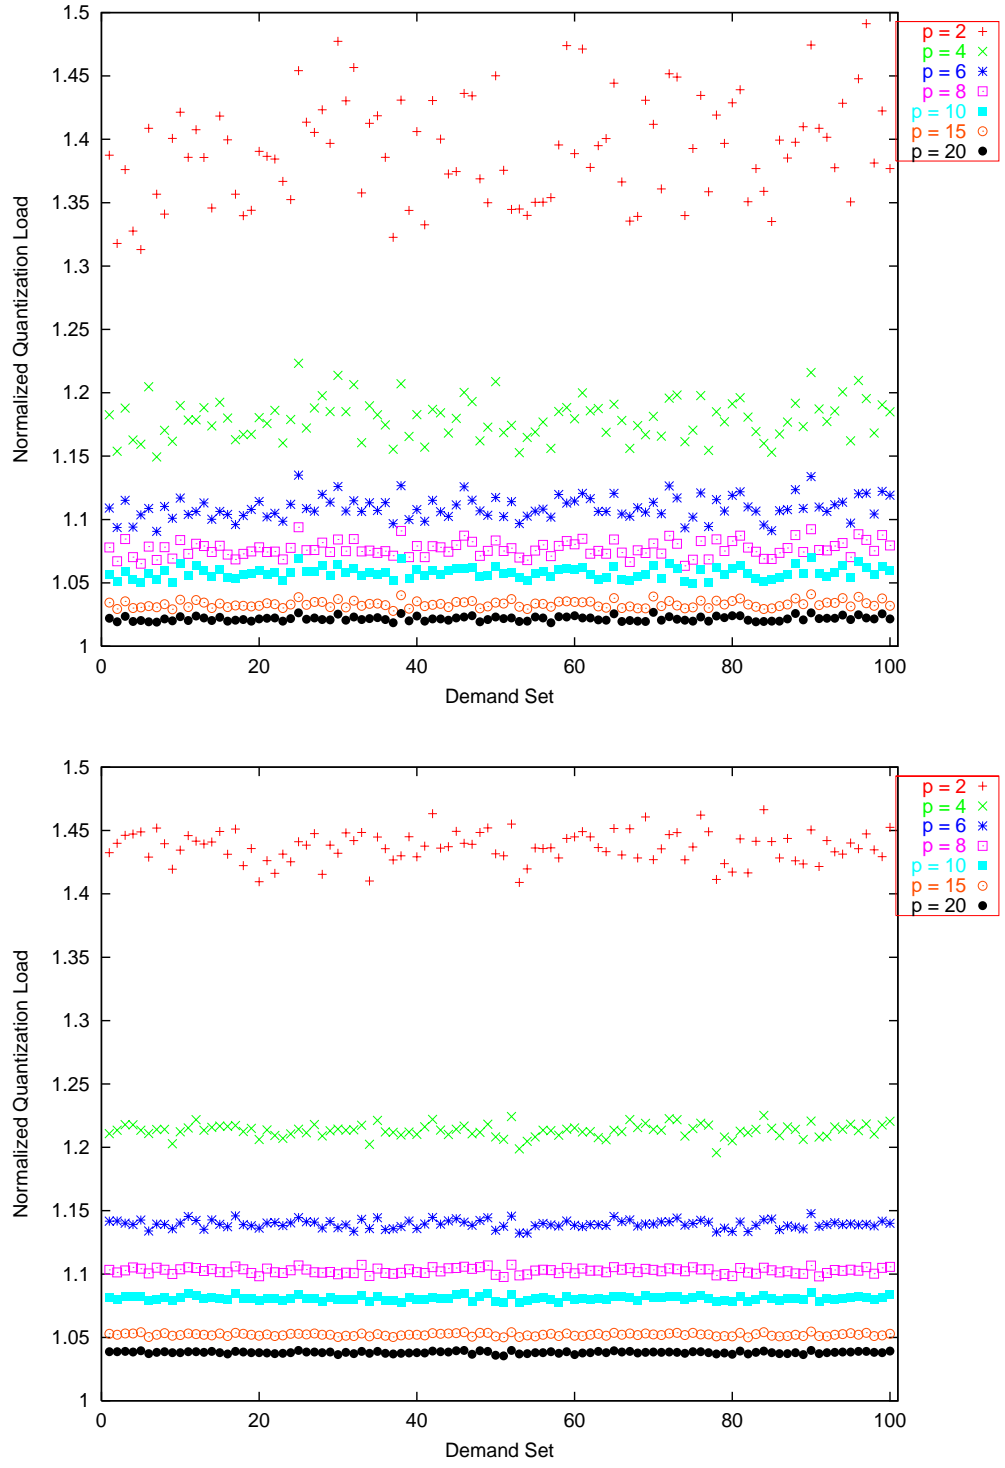 1.5
1.45
1.4
1.35
1.3
1.25
1.2
1.15
1.1
1.05
1
0
20
40
60
80
100
Normalized Quantization Load
Demand Set
p = 2
p = 4
p = 6
p = 8
p = 10
p = 15
p = 20
1.5
1.45
1.4
1.35
1.3
1.25
1.2
1.15
1.1
1.05
1
0
20
40
60
80
100
Normalized Quantization Load
Demand Set
p = 2
p = 4
p = 6
p = 8
p = 10
p = 15
p = 20